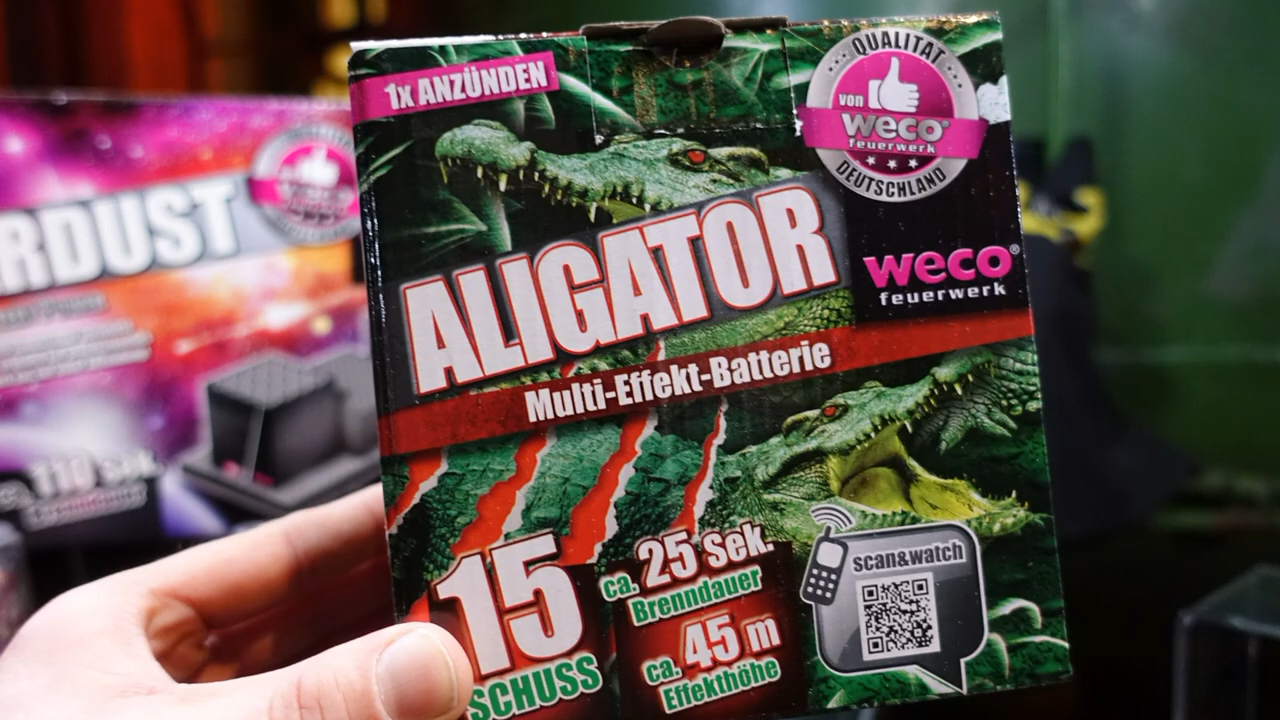 1x ANZÜNDEN
QUALITÄT
von
weco
feuerwerk
DEUTSCHLAND
ALIGATOR
weco®
feuerwerk
Multi-Effekt-Batterie
15
SCHUSS
ca. 25 Sek.
Brenndauer
ca. 45 m
Effekthöhe
scan&watch
RDUST
110 Sek.